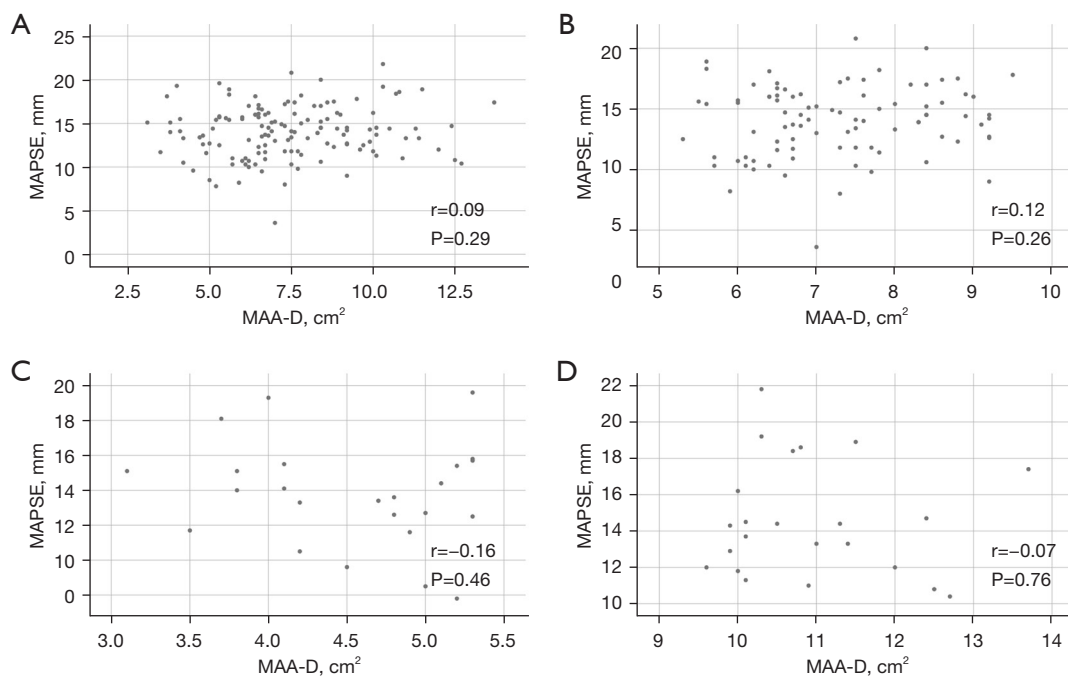 A
25
20
15
10
5
0
MAPSE, mm
r=0.09
P=0.29
2.5 5.0 7.5 10.0 12.5
MAA-D, cm²
B
20
15
10
5
0
MAPSE, mm
r=0.12
P=0.26
5 6 7 8 9 10
MAA-D, cm²
C
20
18
16
14
12
10
0
MAPSE, mm
r=−0.16
P=0.46
3.0 3.5 4.0 4.5 5.0 5.5
MAA-D, cm²
D
22
20
18
16
14
12
10
MAPSE, mm
r=−0.07
P=0.76
9 10 11 12 13 14
MAA-D, cm²